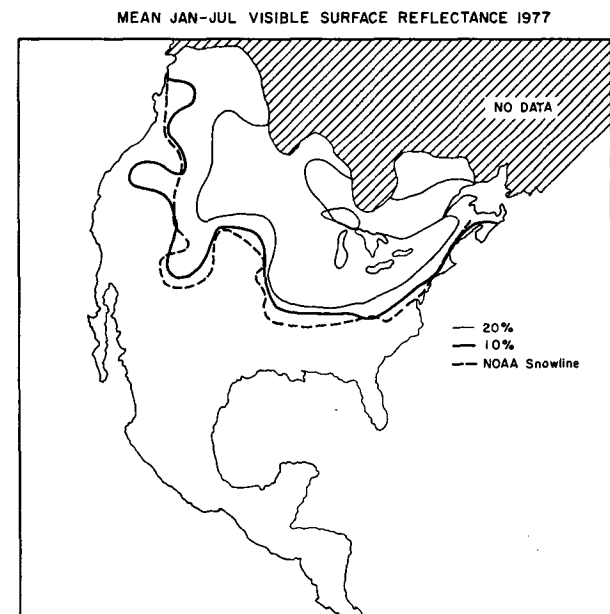 MEAN JAN-JUL VISIBLE SURFACE REFLECTANCE 1977
NO DATA
20%
10%
NOAA Snowline